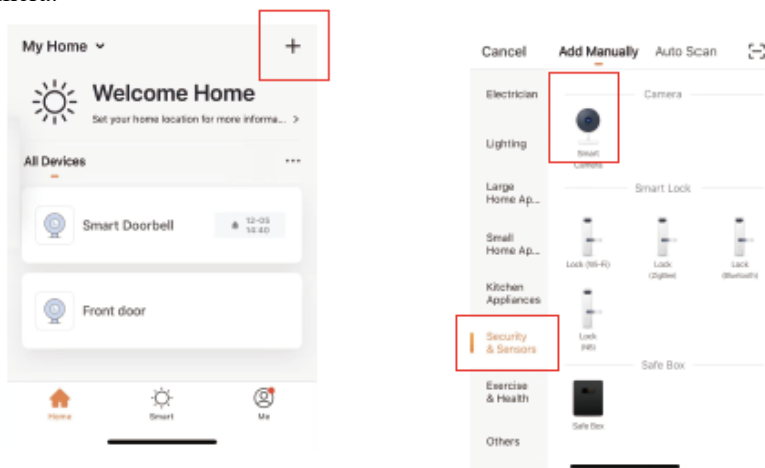 My Home
Welcome Home
Set your home location for more informa...
All Devices
Smart Doorbell
12-05
14:40
Front door
Home
Smart
Me
Cancel
Add Manually
Auto Scan
Electrician
Camera
Lighting
Smart
Camera
Large
Home Ap...
Smart Lock
Small
Home Ap...
Lock (Wi-Fi)
Lock
(ZigBee)
Lock
(Bluetooth)
Kitchen
Appliances
Security
& Sensors
Lock
Safe Box
Exercise
& Health
Safe Box
Others